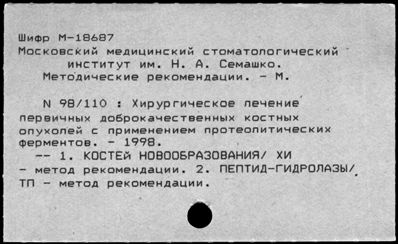 Шифр М-18687
Московский медицинский стоматологический
институт им. Н. А. Семашко.
Методические рекомендации. - М.
N 98/110 : Хирургическое лечение
первичных доброкачественных костных
опухолей с применением протеолитических
ферментов. - 1998.
-- 1. КОСТЕЙ НОВООБРАЗОВАНИЯ/ ХИ
- метод рекомендации. 2. ПЕПТИД-ГИДРОЛАЗЫ/
ТП - метод рекомендации.